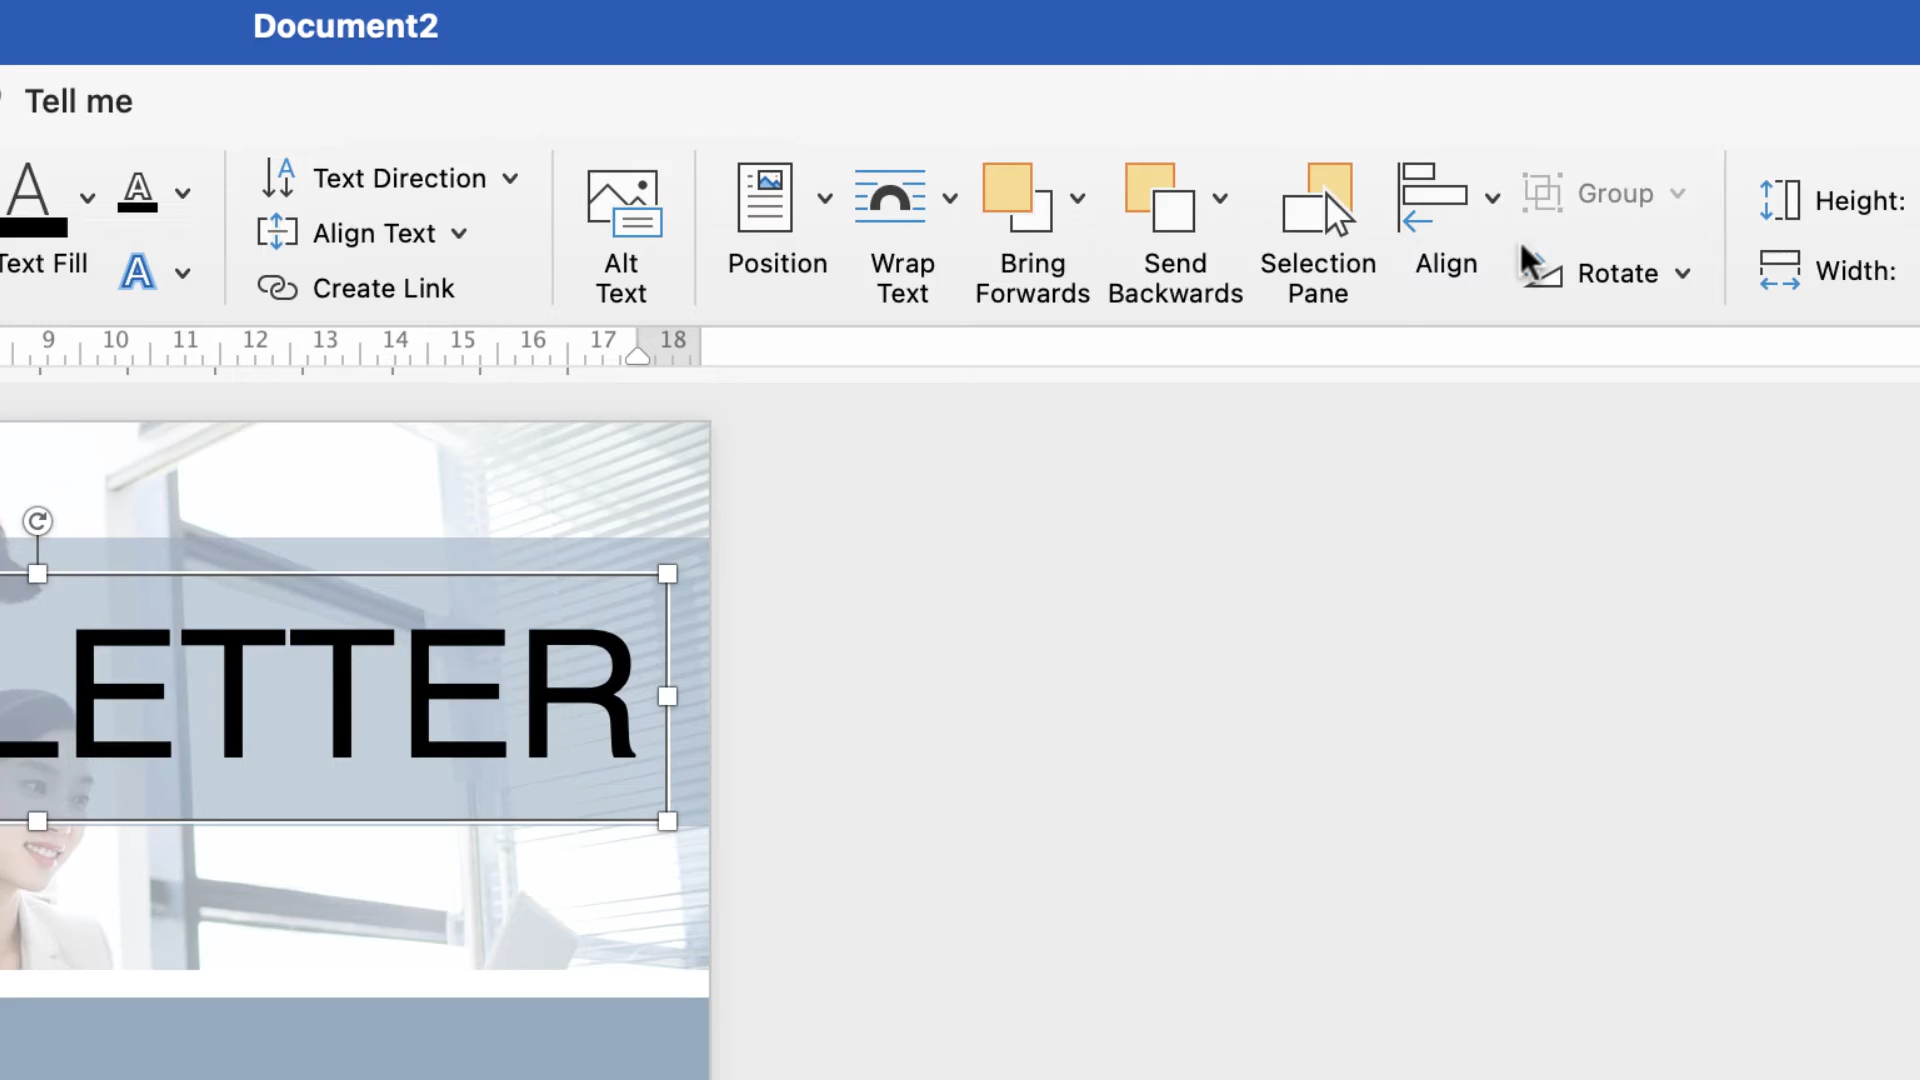 Document2
Tell me
Text Direction
Align Text
Create Link
Text Fill
Alt
Text
Position
Wrap
Text
Bring
Forwards
Send
Backwards
Selection
Pane
Align
Group
Rotate
Height:
Width:
9 10 11 12 13 14 15 16 17 18
LETTER